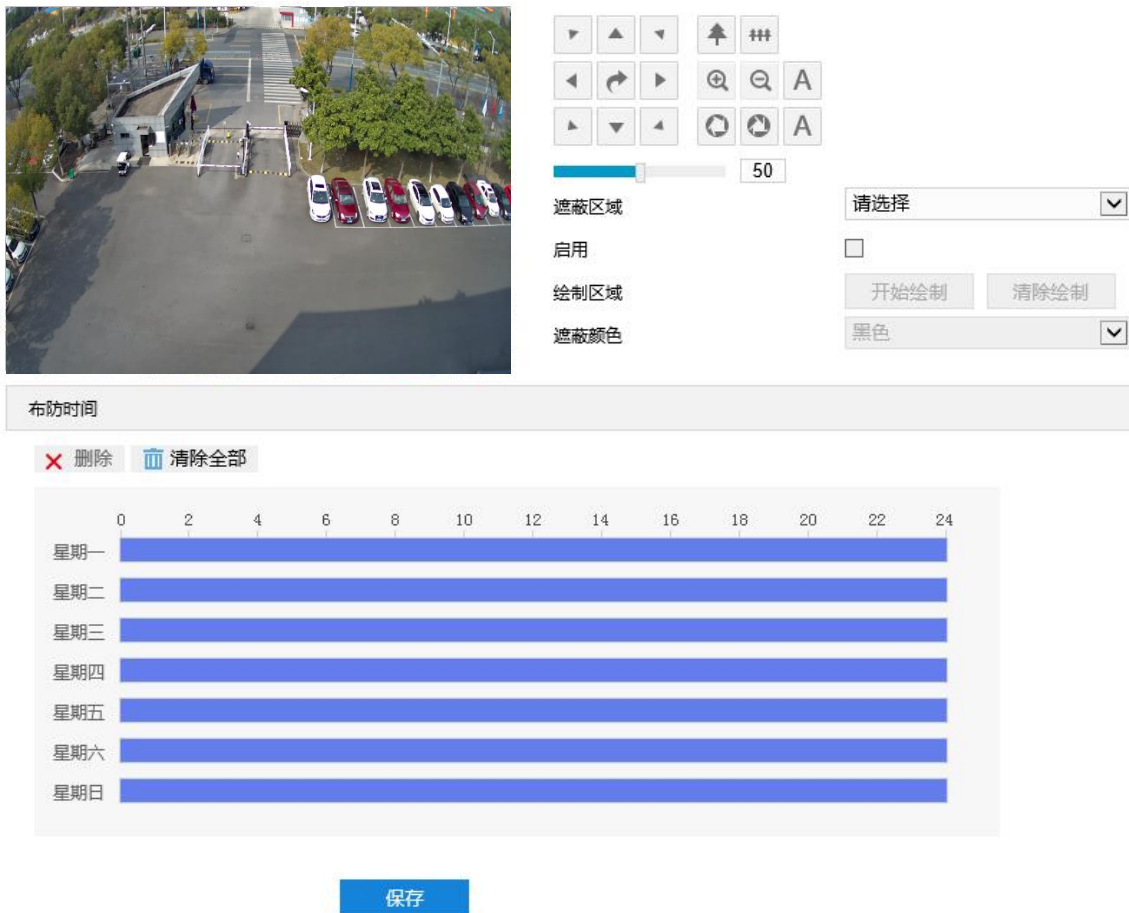 A
A
50
遮蔽区域 请选择
启用
绘制区域 开始绘制 清除绘制
遮蔽颜色 黑色
布防时间
删除 清除全部
0 2 4 6 8 10 12 14 16 18 20 22 24
星期一
星期二
星期三
星期四
星期五
星期六
星期日
保存